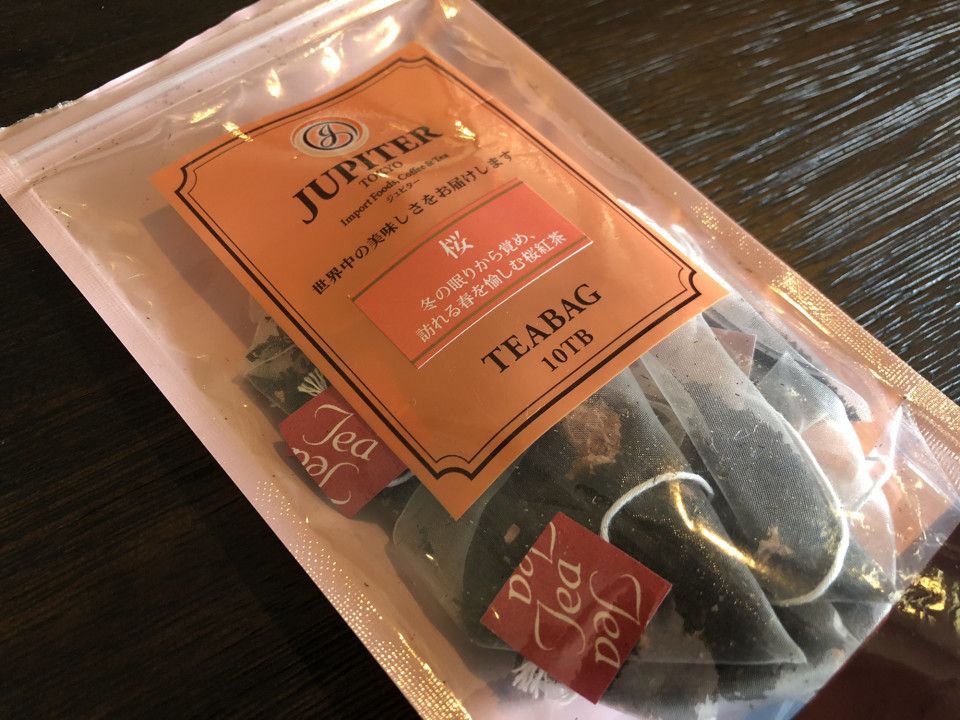 J
JUPITER
TOKYO
Import Foods, Coffee & Tea
ジュピター
世界中の美味しさをお届けします
桜
冬の眠りから覚め、
訪れる春を愉しむ桜紅茶
TEABAG
10TB
Tea
Tea
Tea
Tea
Tea